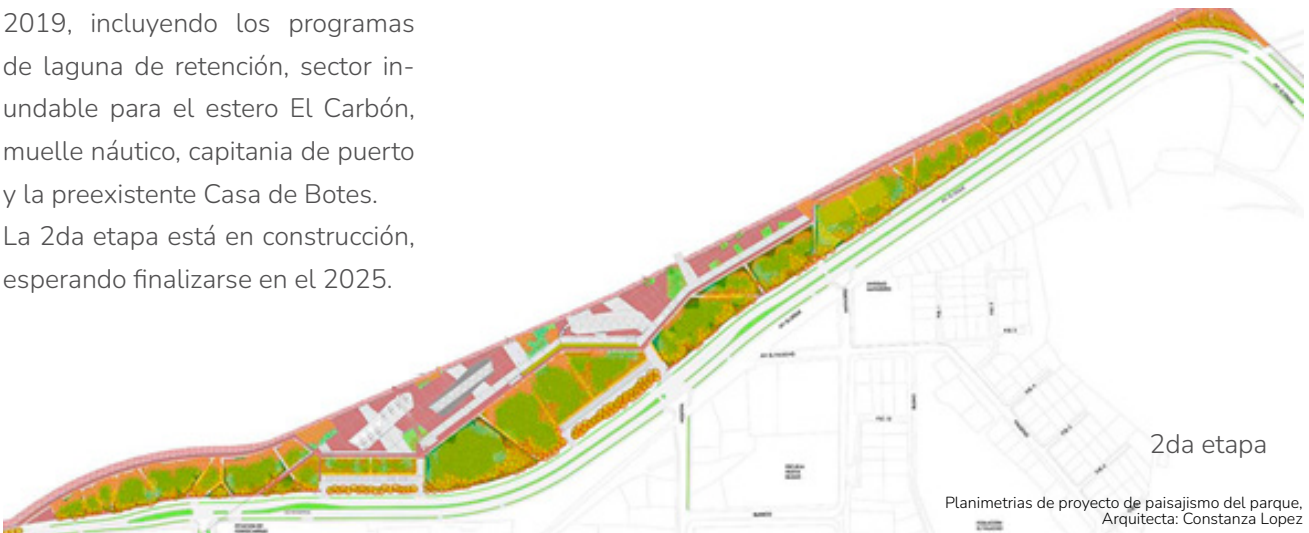 2019, incluyendo los programas
de laguna de retención, sector in-
undable para el estero El Carbón,
muelle náutico, capitania de puerto
y la preexistente Casa de Botes.
La 2da etapa está en construcción,
esperando finalizarse en el 2025.
2da etapa
Planimetrias de proyecto de paisajismo del parque,
Arquitecta: Constanza Lopez